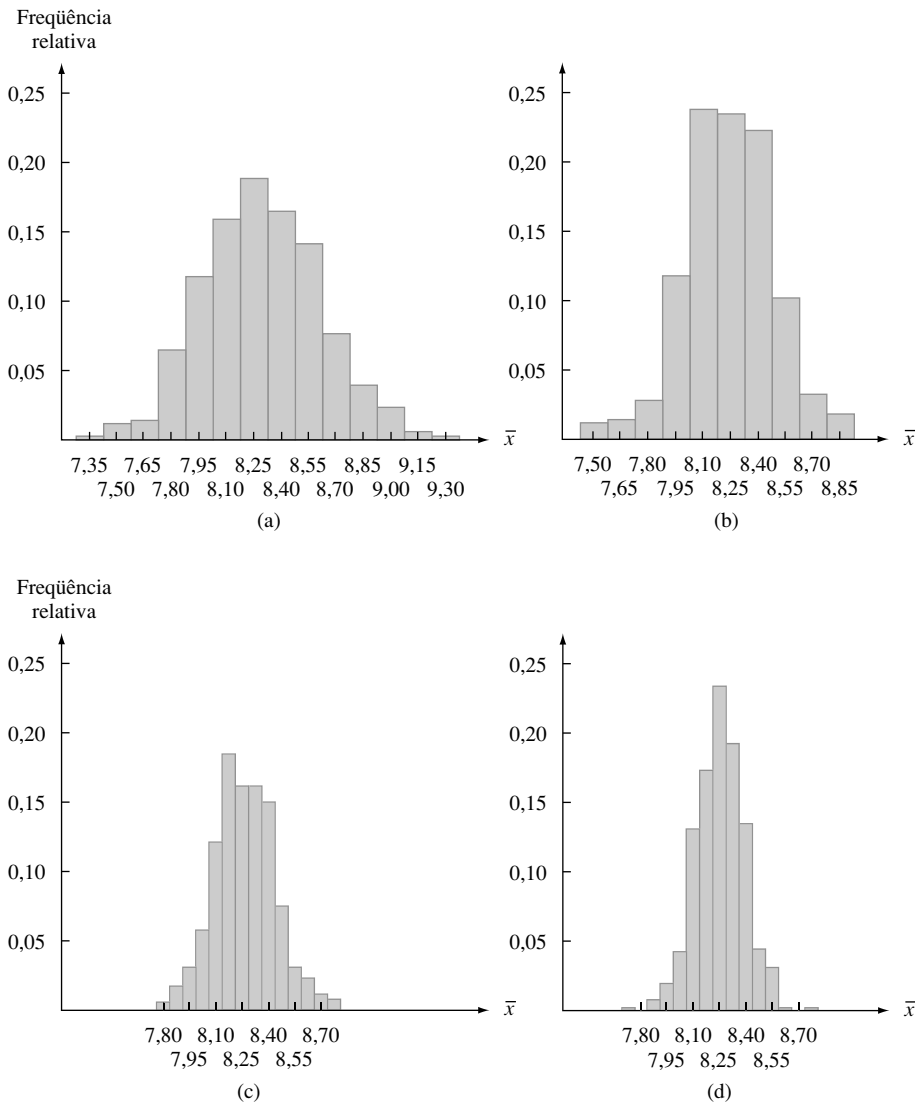 Freqüência
relativa
0,25
0,20
0,15
0,10
0,05
x̅
7,35 7,65 7,95 8,25 8,55 8,85 9,15
7,50 7,80 8,10 8,40 8,70 9,00 9,30
(a)
0,25
0,20
0,15
0,10
0,05
x̅
7,50 7,80 8,10 8,40 8,70
7,65 7,95 8,25 8,55 8,85
(b)
Freqüência
relativa
0,25
0,20
0,15
0,10
0,05
x̅
7,80 8,10 8,40 8,70
7,95 8,25 8,55
(c)
0,25
0,20
0,15
0,10
0,05
x̅
7,80 8,10 8,40 8,70
7,95 8,25 8,55
(d)